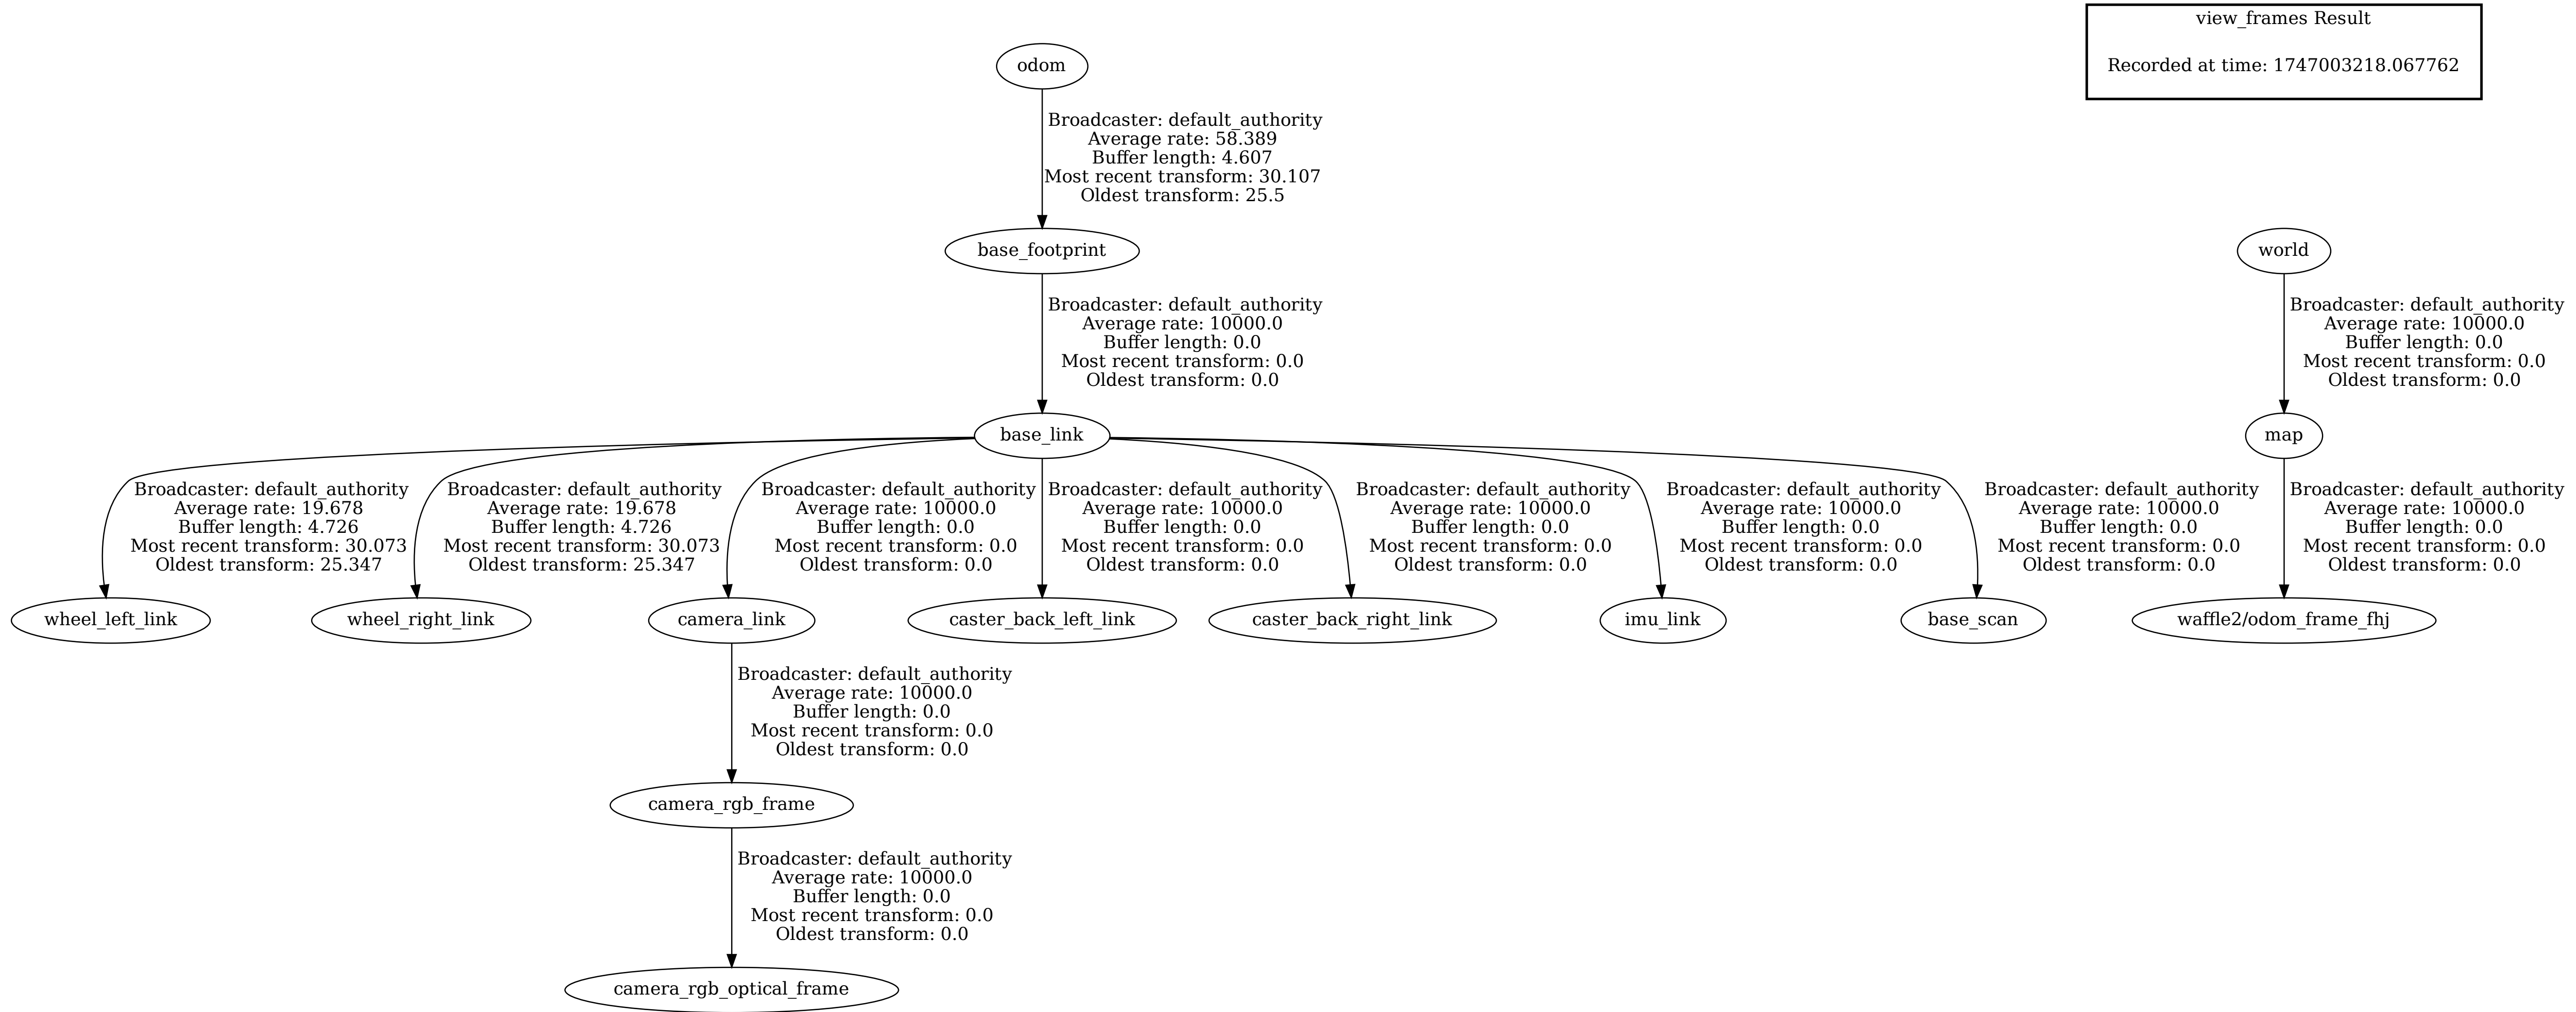 view_frames Result
Recorded at time: 1747003218.067762
odom
Broadcaster: default_authority
Average rate: 58.389
Buffer length: 4.607
Most recent transform: 30.107
Oldest transform: 25.5
base_footprint
world
Broadcaster: default_authority
Average rate: 10000.0
Buffer length: 0.0
Most recent transform: 0.0
Oldest transform: 0.0
Broadcaster: default_authority
Average rate: 10000.0
Buffer length: 0.0
Most recent transform: 0.0
Oldest transform: 0.0
base_link
map
Broadcaster: default_authority
Average rate: 19.678
Buffer length: 4.726
Most recent transform: 30.073
Oldest transform: 25.347
Broadcaster: default_authority
Average rate: 19.678
Buffer length: 4.726
Most recent transform: 30.073
Oldest transform: 25.347
Broadcaster: default_authority
Average rate: 10000.0
Buffer length: 0.0
Most recent transform: 0.0
Oldest transform: 0.0
Broadcaster: default_authority
Average rate: 10000.0
Buffer length: 0.0
Most recent transform: 0.0
Oldest transform: 0.0
Broadcaster: default_authority
Average rate: 10000.0
Buffer length: 0.0
Most recent transform: 0.0
Oldest transform: 0.0
Broadcaster: default_authority
Average rate: 10000.0
Buffer length: 0.0
Most recent transform: 0.0
Oldest transform: 0.0
Broadcaster: default_authority
Average rate: 10000.0
Buffer length: 0.0
Most recent transform: 0.0
Oldest transform: 0.0
Broadcaster: default_authority
Average rate: 10000.0
Buffer length: 0.0
Most recent transform: 0.0
Oldest transform: 0.0
wheel_left_link
wheel_right_link
camera_link
caster_back_left_link
caster_back_right_link
imu_link
base_scan
waffle2/odom_frame_fhj
Broadcaster: default_authority
Average rate: 10000.0
Buffer length: 0.0
Most recent transform: 0.0
Oldest transform: 0.0
camera_rgb_frame
Broadcaster: default_authority
Average rate: 10000.0
Buffer length: 0.0
Most recent transform: 0.0
Oldest transform: 0.0
camera_rgb_optical_frame